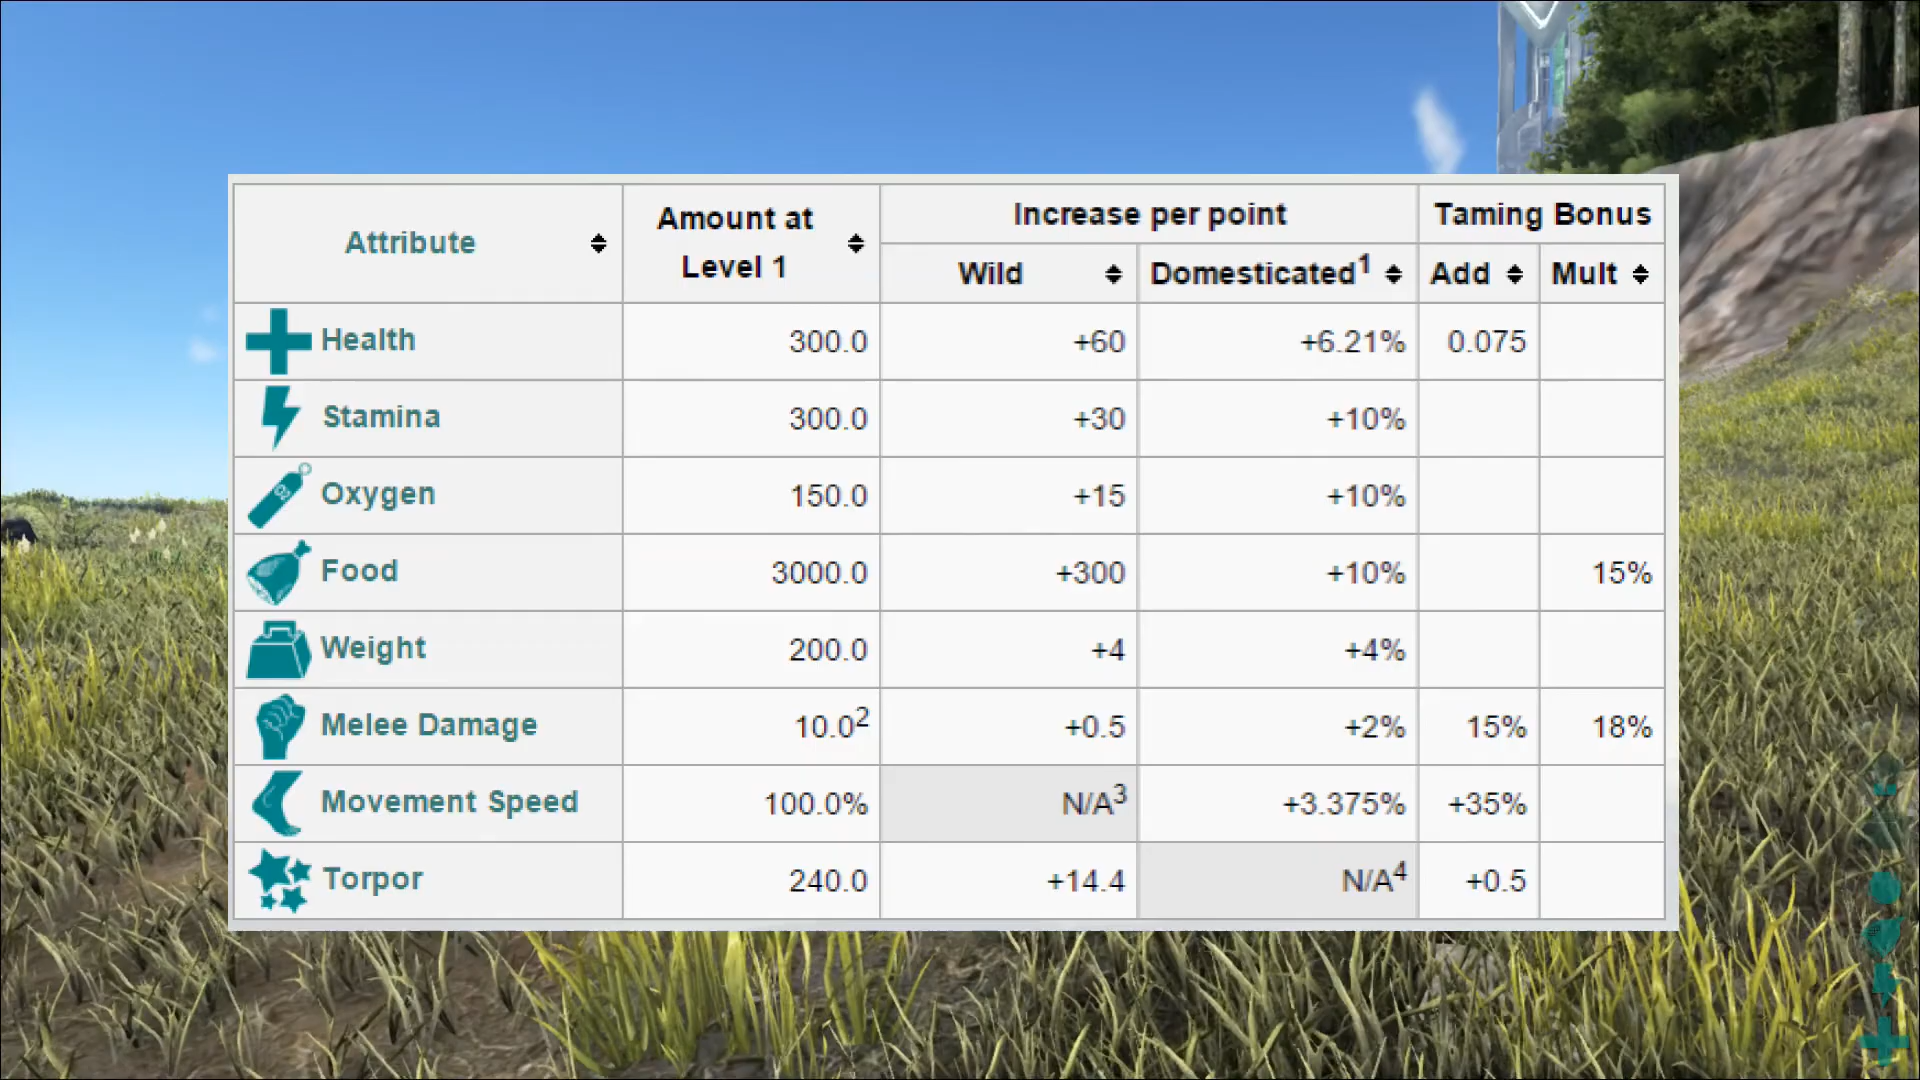 Attribute Amount at Level 1 Increase per point Taming Bonus
Wild Domesticated1 Add Mult
Health 300.0 +60 +6.21% 0.075
Stamina 300.0 +30 +10%
O2 Oxygen 150.0 +15 +10%
Food 3000.0 +300 +10% 15%
Weight 200.0 +4 +4%
Melee Damage 10.02 +0.5 +2% 15% 18%
Movement Speed 100.0% N/A3 +3.375% +35%
Torpor 240.0 +14.4 N/A4 +0.5